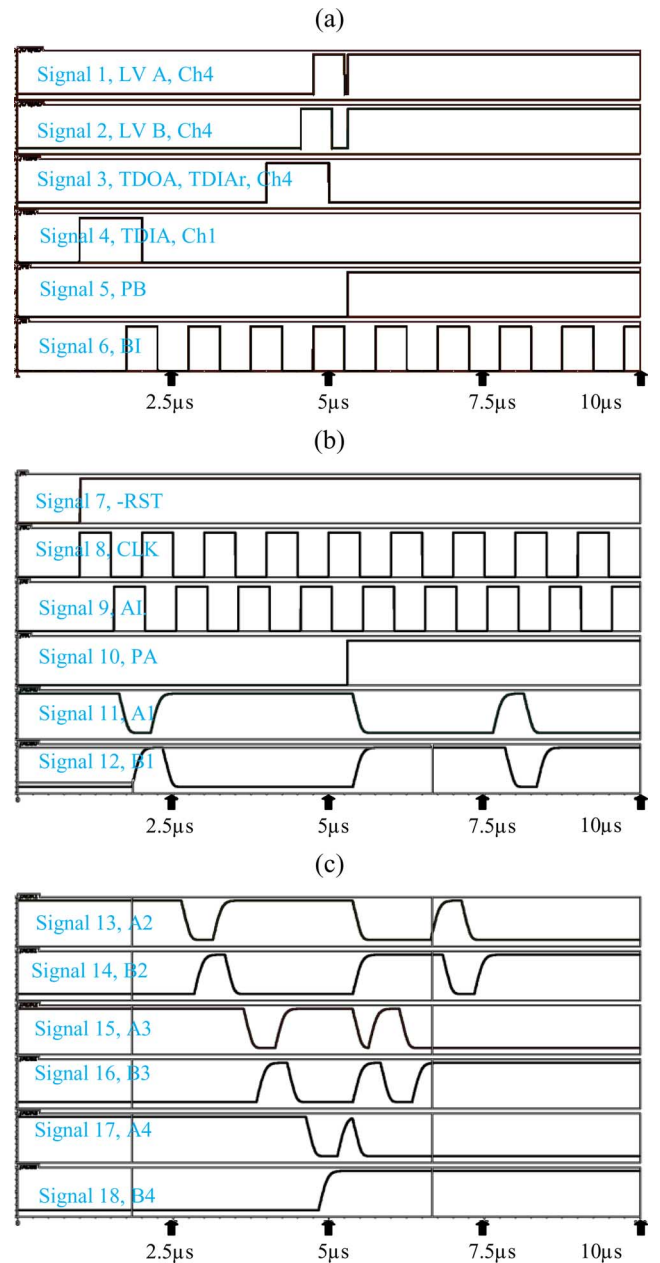 (a)
Signal 1, LV A, Ch4
Signal 2, LV B, Ch4
Signal 3, TDOA, TDIAr, Ch4
Signal 4, TDIA, Ch1
Signal 5, PB
Signal 6, BI
2.5µs 5µs 7.5µs 10µs
(b)
Signal 7, -RST
Signal 8, CLK
Signal 9, AI
Signal 10, PA
Signal 11, A1
Signal 12, B1
2.5µs 5µs 7.5µs 10µs
(c)
Signal 13, A2
Signal 14, B2
Signal 15, A3
Signal 16, B3
Signal 17, A4
Signal 18, B4
2.5µs 5µs 7.5µs 10µs